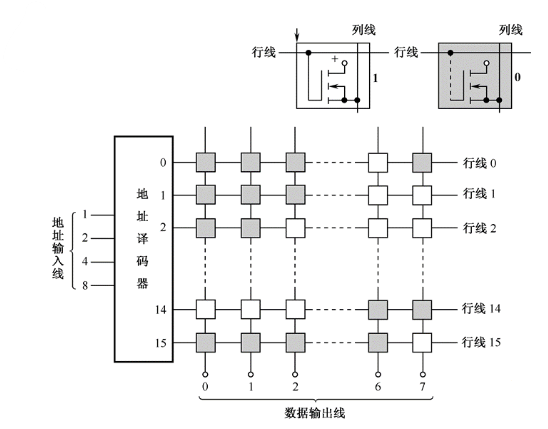 列线
列线
行线
+
1
行线
0
0
行线 0
1
行线 1
2
行线 2
地址译码器
地址输入线
1
2
4
8
14
行线 14
15
行线 15
0 1 2 6 7
数据输出线